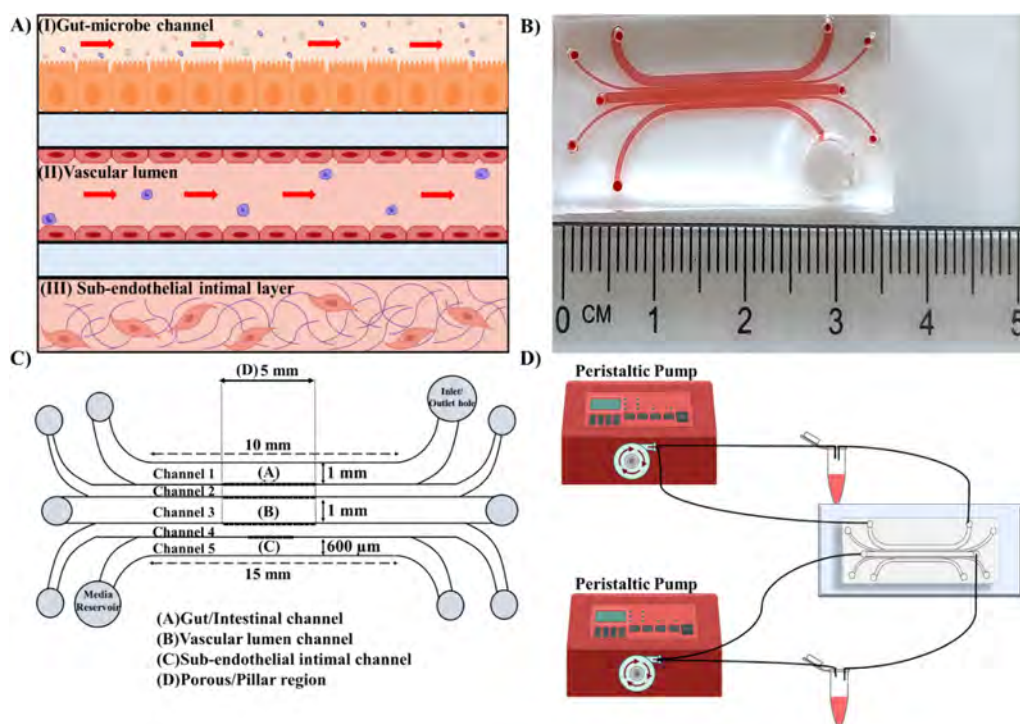 A)
(I)Gut-microbe channel
(II)Vascular lumen
(III) Sub-endothelial intimal layer
B)
0 CM 1 2 3 4 5
C)
(D)5 mm
Inlet/
Outlet hole
10 mm
Channel 1 (A) 1 mm
Channel 2
Channel 3 (B) 1 mm
Channel 4
Channel 5 (C) 600 µm
15 mm
Media
Reservoir
(A)Gut/Intestinal channel
(B)Vascular lumen channel
(C)Sub-endothelial intimal channel
(D)Porous/Pillar region
D)
Peristaltic Pump
Peristaltic Pump